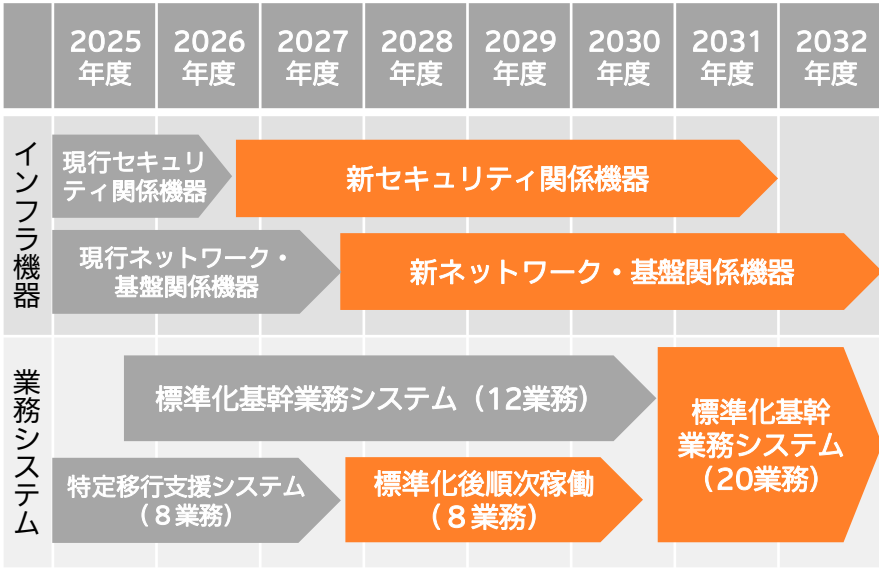 2025
年度
2026
年度
2027
年度
2028
年度
2029
年度
2030
年度
2031
年度
2032
年度
インフラ機器
現行セキュリ
ティ関係機器
新セキュリティ関係機器
現行ネットワーク・
基盤関係機器
新ネットワーク・基盤関係機器
業務システム
標準化基幹業務システム（12業務）
標準化基幹
業務システム
（20業務）
特定移行支援システム
（８業務）
標準化後順次稼働
（８業務）